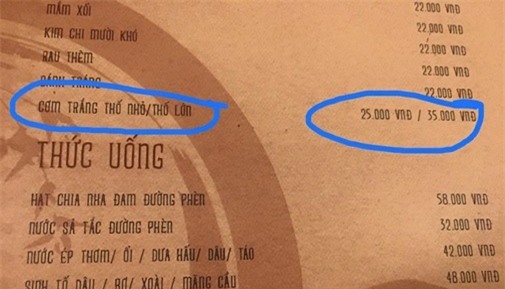 MẮM XỔI 22.000 VNĐ
KIM CHI MƯỜI KHÓ 22.000 VNĐ
RAU THÊM 22.000 VNĐ
BÁNH TRÁNG 22.000 VNĐ
CƠM TRẮNG THỐ NHỎ/THỐ LỚN 25.000 VNĐ / 35.000 VNĐ
THỨC UỐNG
HẠT CHIA NHA ĐAM ĐƯỜNG PHÈN 58.000 VNĐ
NƯỚC SẢ TẮC ĐƯỜNG PHÈN 32.000 VNĐ
NƯỚC ÉP THƠM/ ỔI / DƯA HẤU/ DÂU/ TÁO 42.000 VNĐ
SINH TỐ DÂU / BƠ/ XOÀI / MÃNG CẦU 48.000 VNĐ